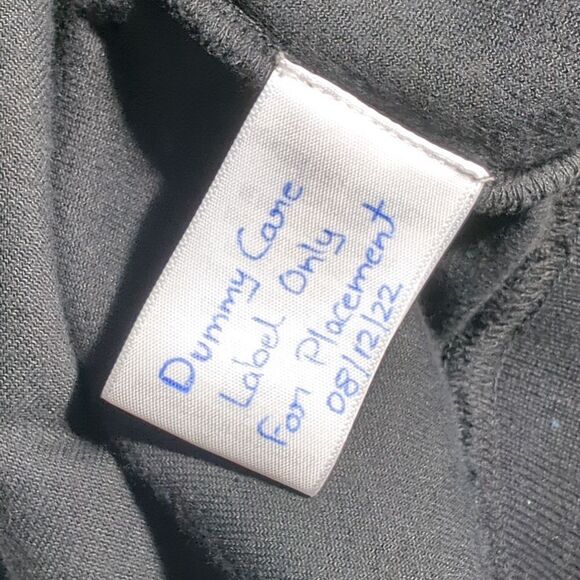 Dummy Care
Label Only
For Placement
08/12/22